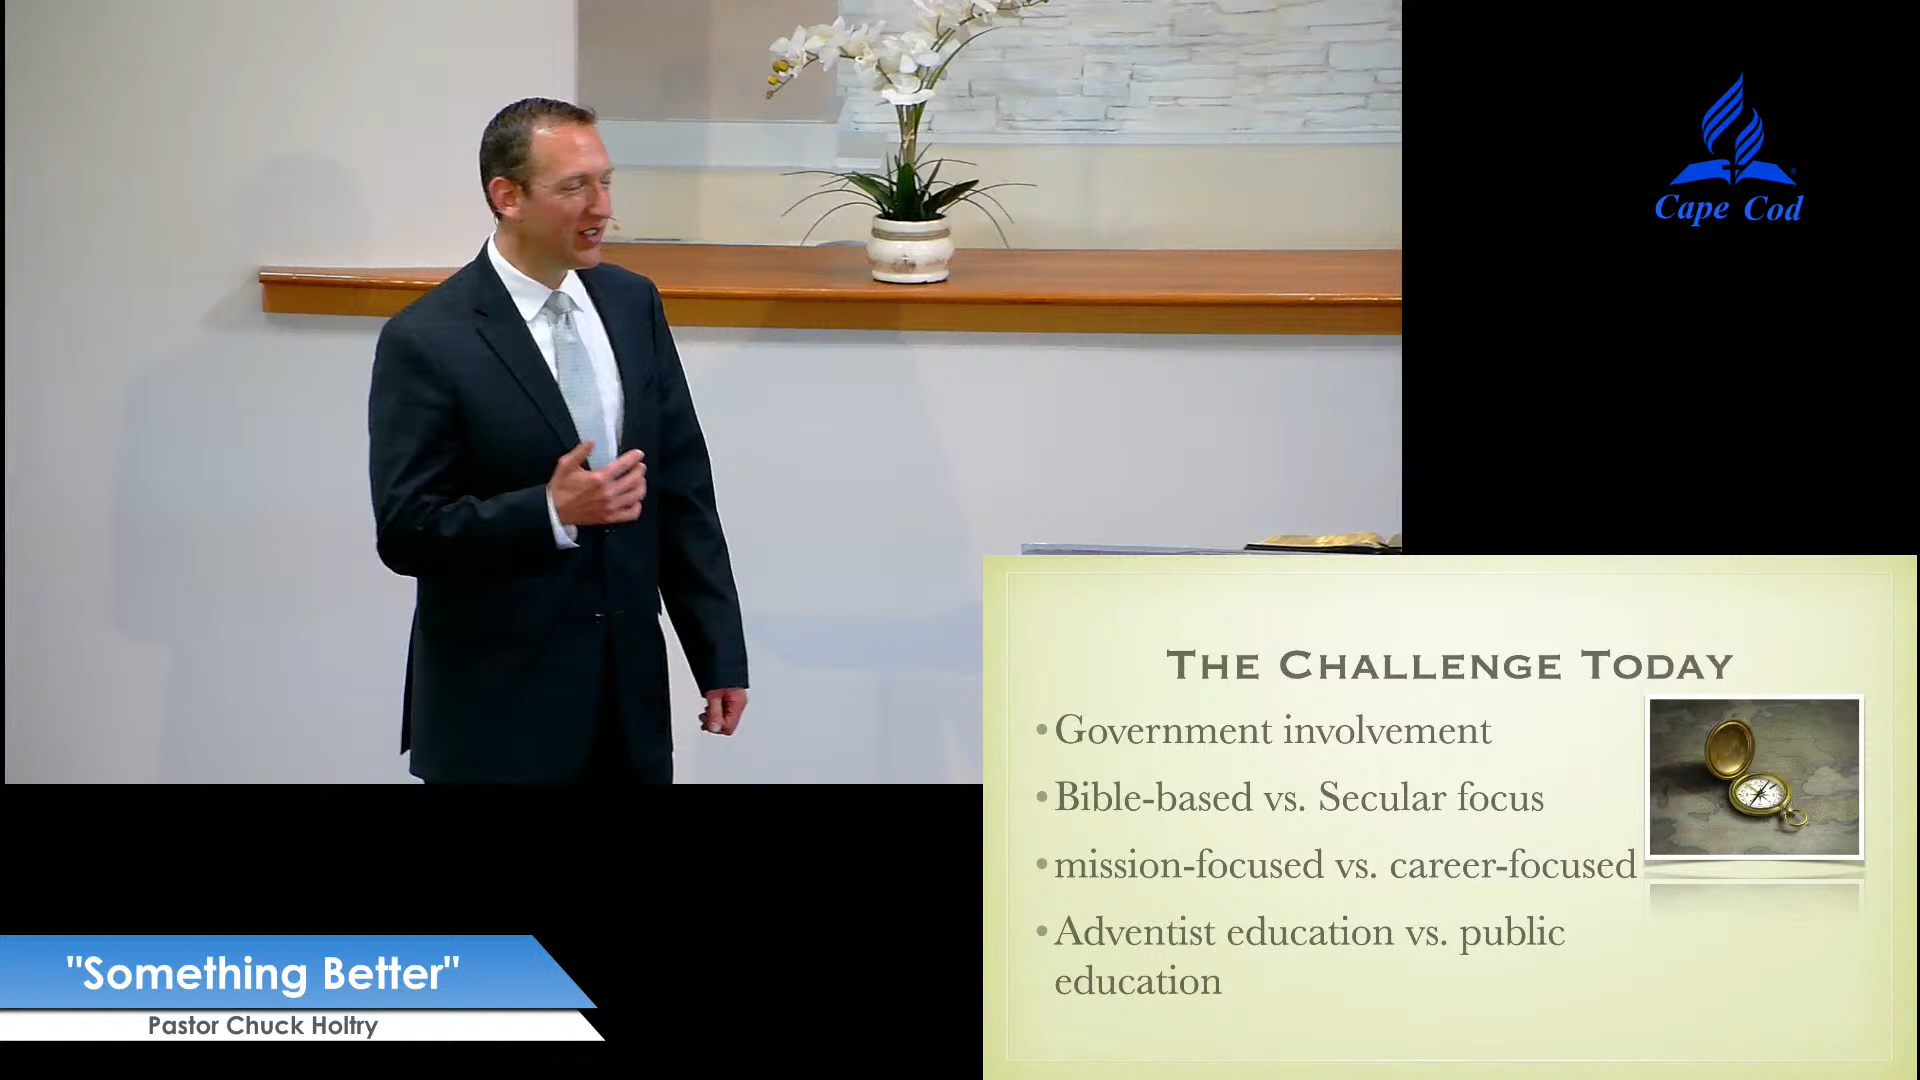 Cape Cod
THE CHALLENGE TODAY
• Government involvement
• Bible-based vs. Secular focus
• mission-focused vs. career-focused
• Adventist education vs. public
education
"Something Better"
Pastor Chuck Holtry